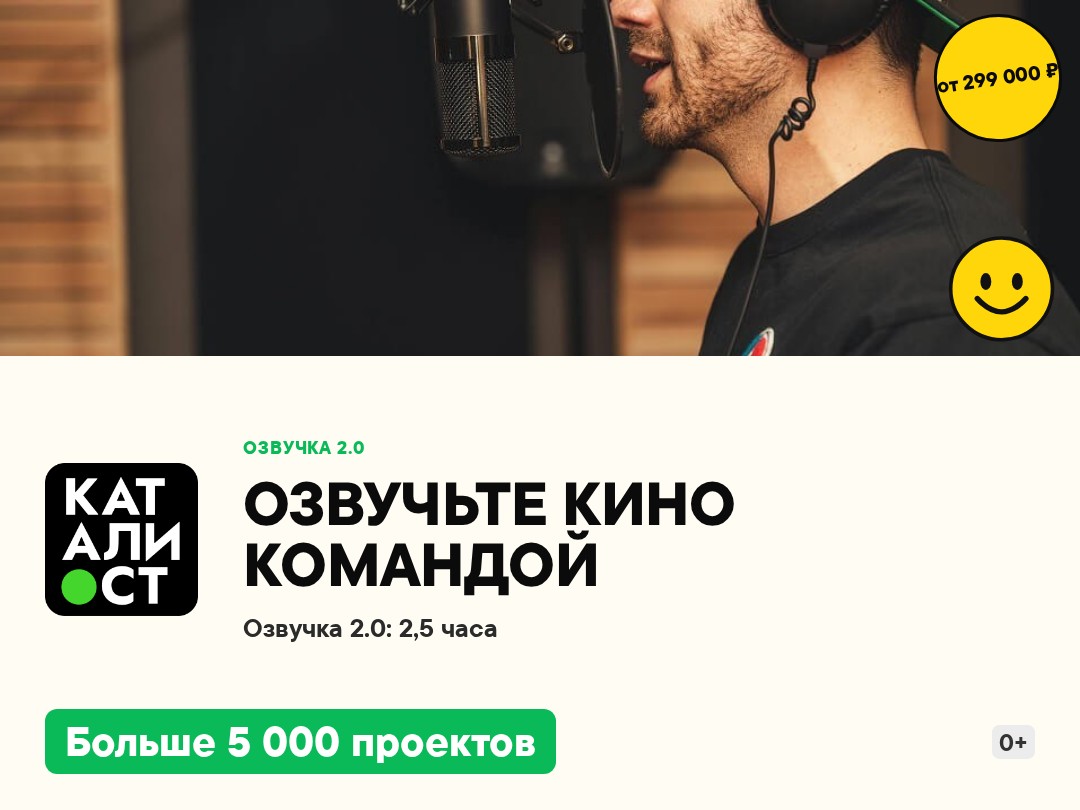 от 299 000 ₽
ОЗВУЧКА 2.0
КАТ
АЛИ
СТ
ОЗВУЧЬТЕ КИНО
КОМАНДОЙ
Озвучка 2.0: 2,5 часа
Больше 5 000 проектов
0+